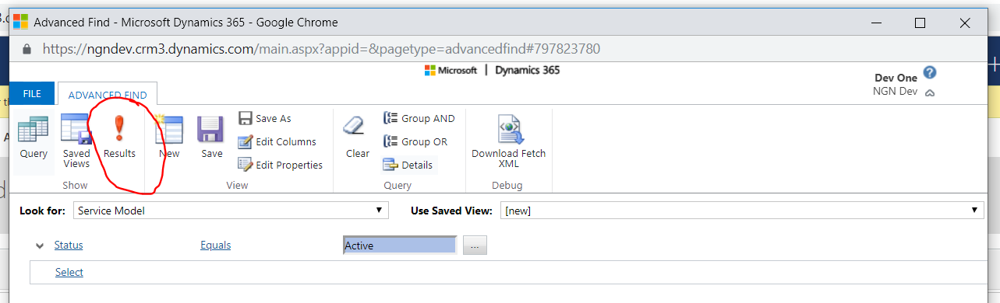 Advanced Find - Microsoft Dynamics 365 - Google Chrome
https://ngndev.crm3.dynamics.com/main.aspx?appid=&pagetype=advancedfind#797823780
Microsoft | Dynamics 365
Dev One
NGN Dev
FILE
ADVANCED FIND
Query
Saved Views
Results
Show
New
Save
Save As
Edit Columns
Edit Properties
View
Clear
Group AND
Group OR
Details
Query
Download Fetch XML
Debug
Look for: Service Model
Use Saved View: [new]
Status Equals Active ...
Select